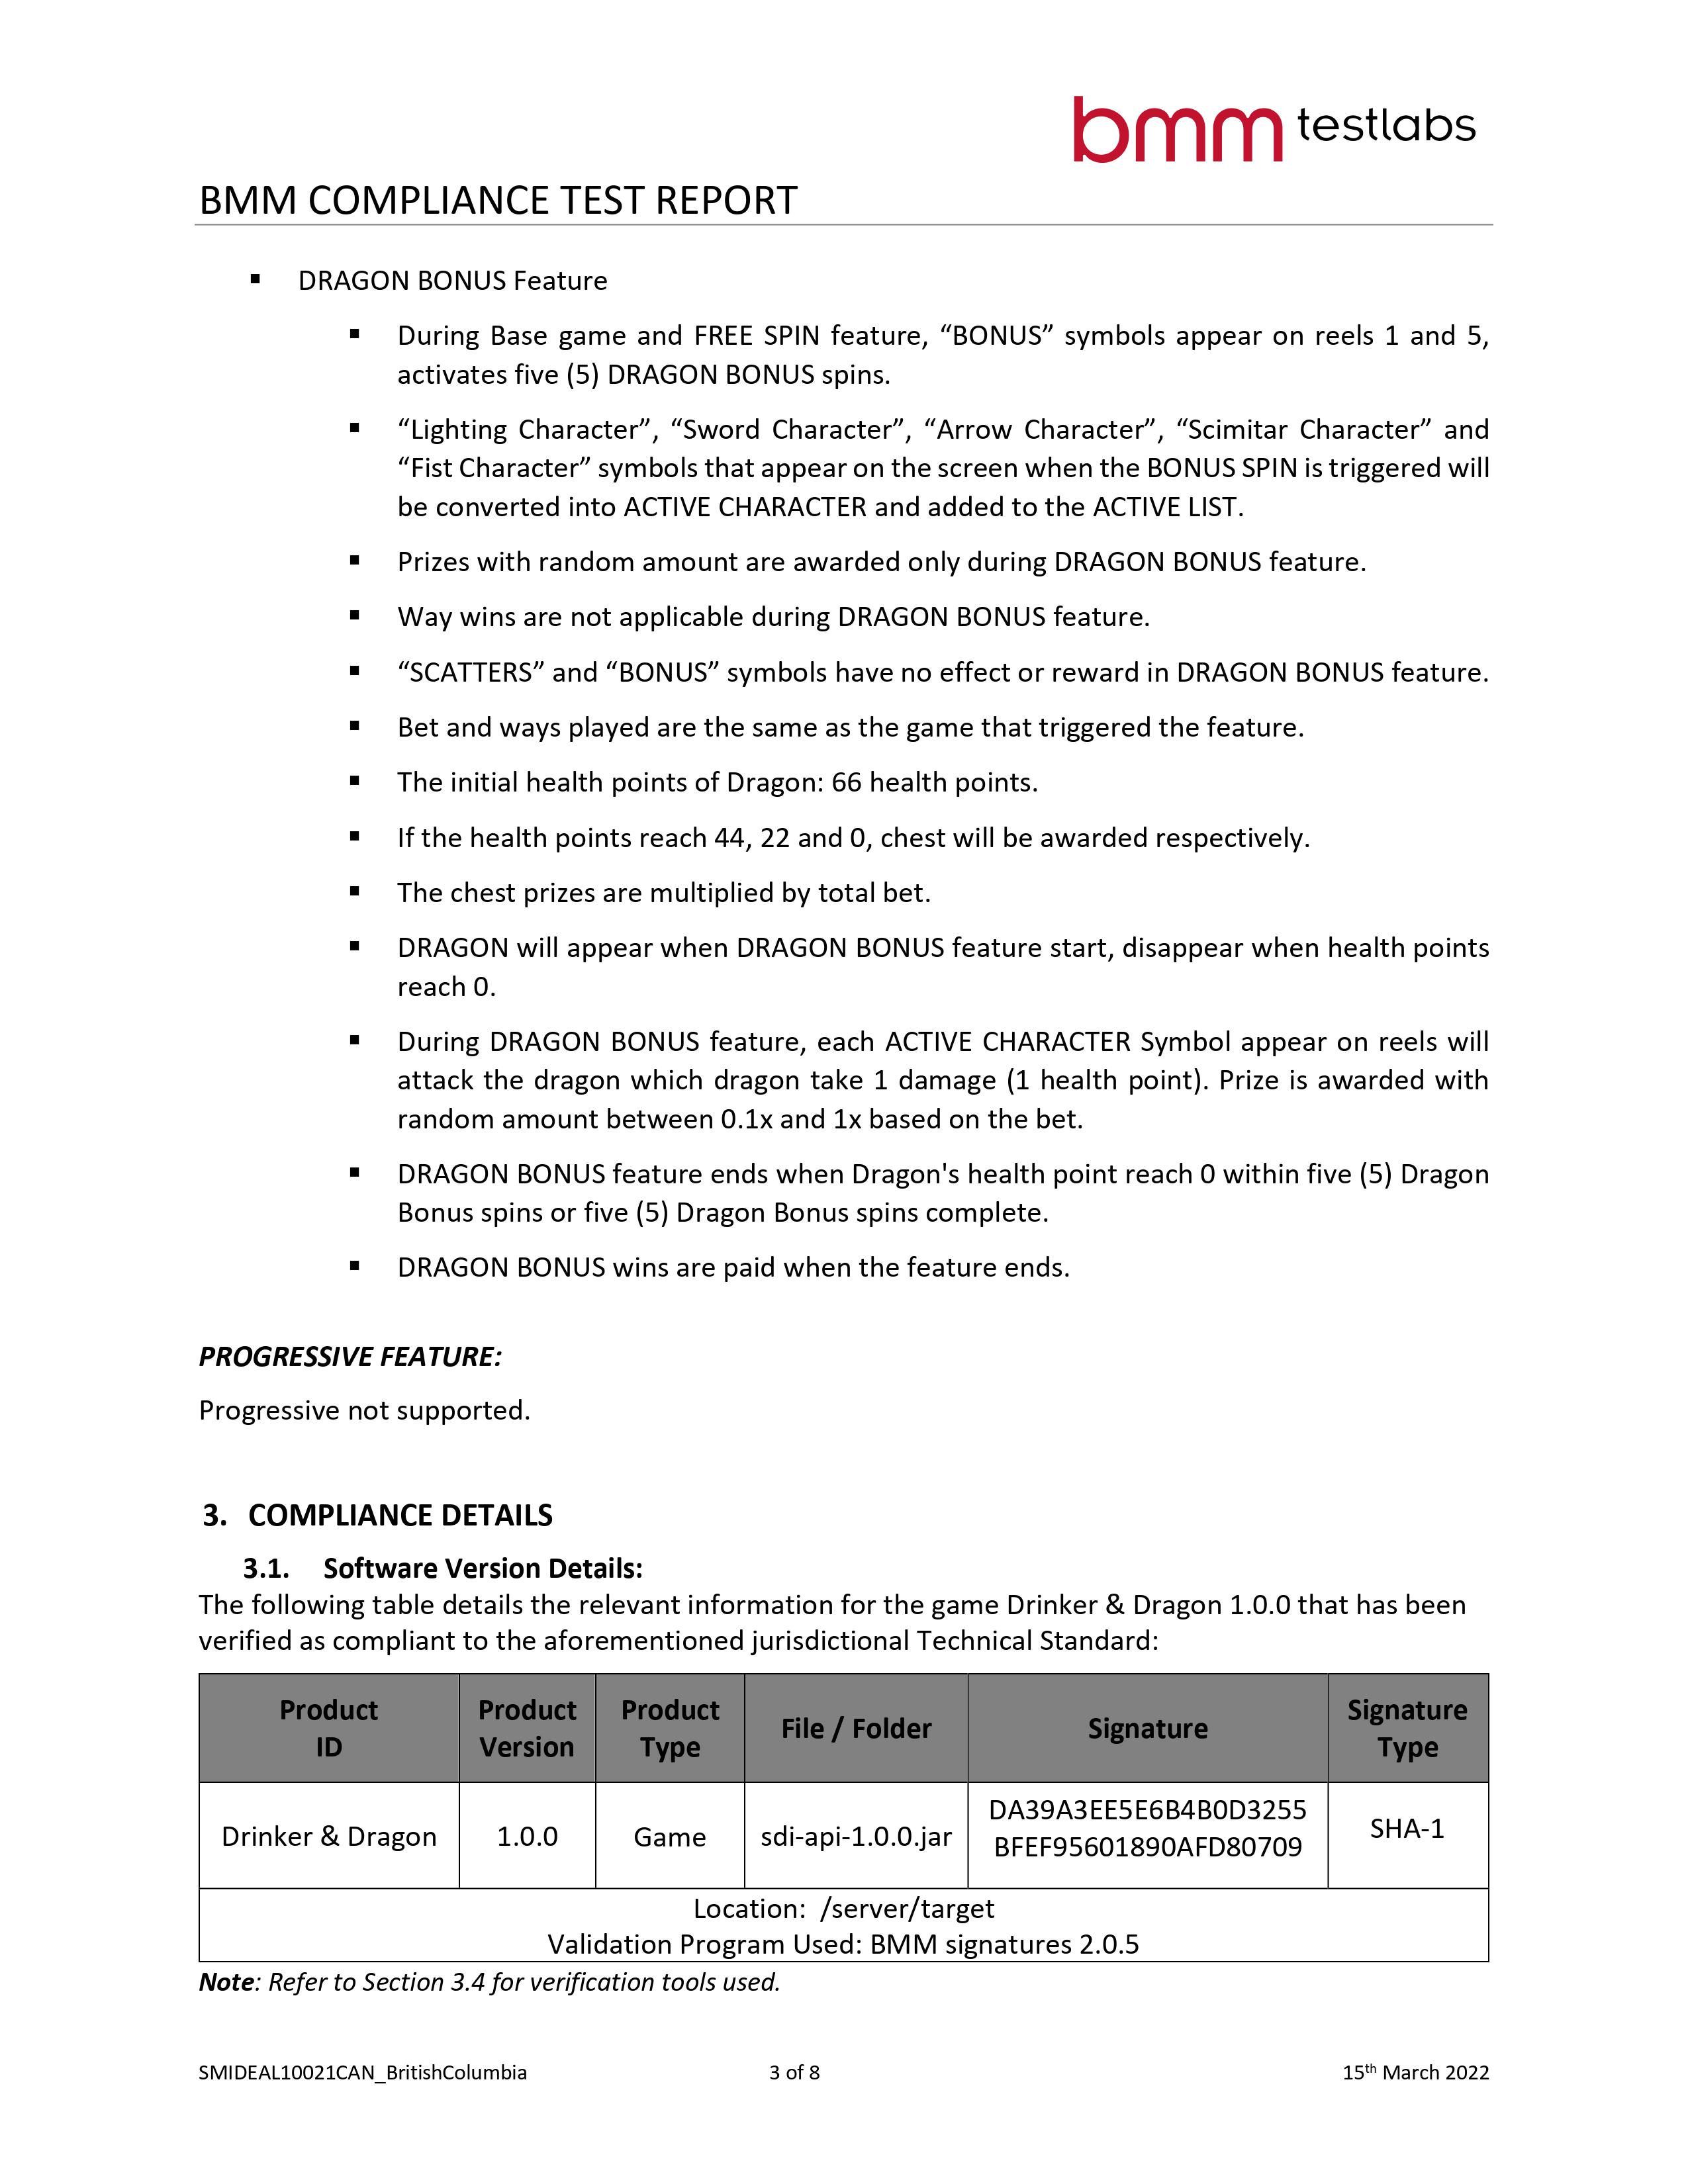 bmm testlabs
BMM COMPLIANCE TEST REPORT
▪ DRAGON BONUS Feature
▪ During Base game and FREE SPIN feature, “BONUS” symbols appear on reels 1 and 5,
activates five (5) DRAGON BONUS spins.
▪ “Lighting Character”, “Sword Character”, “Arrow Character”, “Scimitar Character” and
“Fist Character” symbols that appear on the screen when the BONUS SPIN is triggered will
be converted into ACTIVE CHARACTER and added to the ACTIVE LIST.
▪ Prizes with random amount are awarded only during DRAGON BONUS feature.
▪ Way wins are not applicable during DRAGON BONUS feature.
▪ “SCATTERS” and “BONUS” symbols have no effect or reward in DRAGON BONUS feature.
▪ Bet and ways played are the same as the game that triggered the feature.
▪ The initial health points of Dragon: 66 health points.
▪ If the health points reach 44, 22 and 0, chest will be awarded respectively.
▪ The chest prizes are multiplied by total bet.
▪ DRAGON will appear when DRAGON BONUS feature start, disappear when health points
reach 0.
▪ During DRAGON BONUS feature, each ACTIVE CHARACTER Symbol appear on reels will
attack the dragon which dragon take 1 damage (1 health point). Prize is awarded with
random amount between 0.1x and 1x based on the bet.
▪ DRAGON BONUS feature ends when Dragon's health point reach 0 within five (5) Dragon
Bonus spins or five (5) Dragon Bonus spins complete.
▪ DRAGON BONUS wins are paid when the feature ends.
PROGRESSIVE FEATURE:
Progressive not supported.
3. COMPLIANCE DETAILS
3.1. Software Version Details:
The following table details the relevant information for the game Drinker & Dragon 1.0.0 that has been
verified as compliant to the aforementioned jurisdictional Technical Standard:
Product ID | Product Version | Product Type | File / Folder | Signature | Signature Type
Drinker & Dragon | 1.0.0 | Game | sdi-api-1.0.0.jar | DA39A3EE5E6B4B0D3255 BFEF95601890AFD80709 | SHA-1
Location: /server/target
Validation Program Used: BMM signatures 2.0.5
Note: Refer to Section 3.4 for verification tools used.
SMIDEAL10021CAN_BritishColumbia 3 of 8 15th March 2022